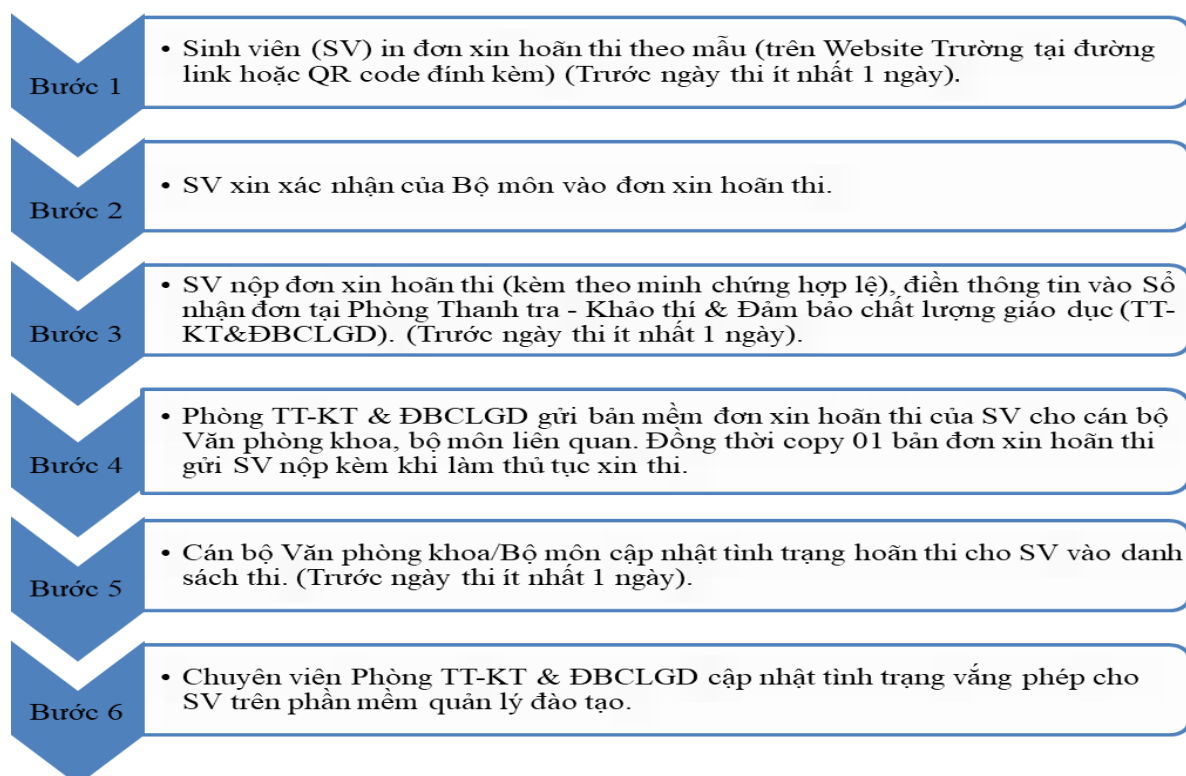 Bước 1
• Sinh viên (SV) in đơn xin hoãn thi theo mẫu (trên Website Trường tại đường
link hoặc QR code đính kèm) (Trước ngày thi ít nhất 1 ngày).
Bước 2
• SV xin xác nhận của Bộ môn vào đơn xin hoãn thi.
Bước 3
• SV nộp đơn xin hoãn thi (kèm theo minh chứng hợp lệ), điền thông tin vào Sổ
nhận đơn tại Phòng Thanh tra - Khảo thí & Đảm bảo chất lượng giáo dục (TT-
KT&ĐBCLGD). (Trước ngày thi ít nhất 1 ngày).
Bước 4
• Phòng TT-KT & ĐBCLGD gửi bản mềm đơn xin hoãn thi của SV cho cán bộ
Văn phòng khoa, bộ môn liên quan. Đồng thời copy 01 bản đơn xin hoãn thi
gửi SV nộp kèm khi làm thủ tục xin thi.
Bước 5
• Cán bộ Văn phòng khoa/Bộ môn cập nhật tình trạng hoãn thi cho SV vào danh
sách thi. (Trước ngày thi ít nhất 1 ngày).
Bước 6
• Chuyên viên Phòng TT-KT & ĐBCLGD cập nhật tình trạng vắng phép cho
SV trên phần mềm quản lý đào tạo.